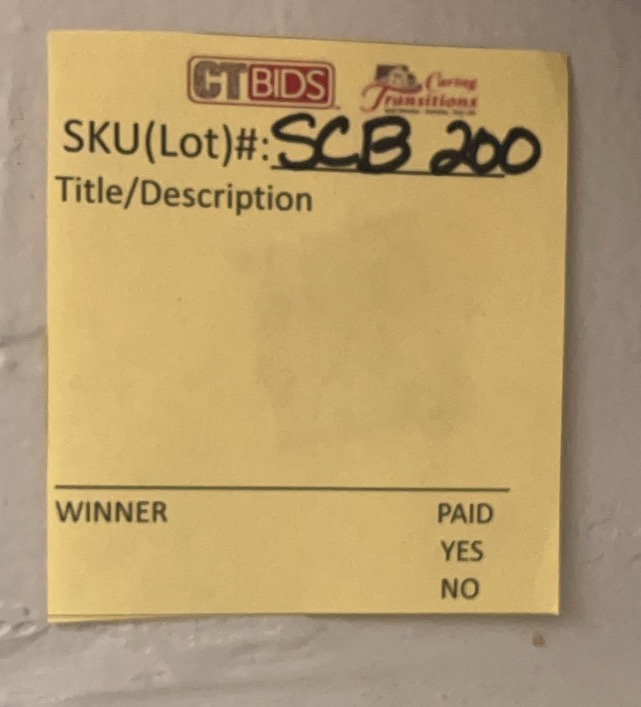 CTBIDS Caring
Transitions
SKU(Lot)#: SCB 200
Title/Description
WINNER PAID
YES
NO